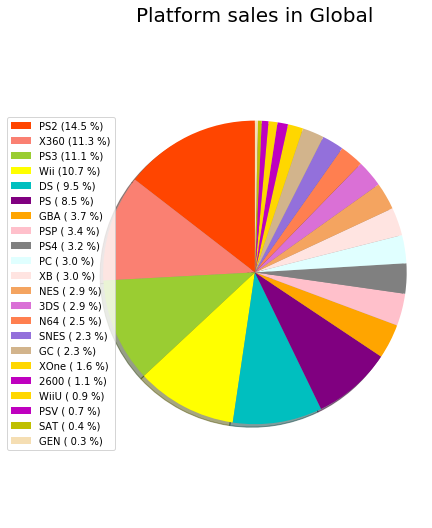 Platform sales in Global
PS2 (14.5 %)
X360 (11.3 %)
PS3 (11.1 %)
Wii (10.7 %)
DS ( 9.5 %)
PS ( 8.5 %)
GBA ( 3.7 %)
PSP ( 3.4 %)
PS4 ( 3.2 %)
PC ( 3.0 %)
XB ( 3.0 %)
NES ( 2.9 %)
3DS ( 2.9 %)
N64 ( 2.5 %)
SNES ( 2.3 %)
GC ( 2.3 %)
XOne ( 1.6 %)
2600 ( 1.1 %)
WiiU ( 0.9 %)
PSV ( 0.7 %)
SAT ( 0.4 %)
GEN ( 0.3 %)